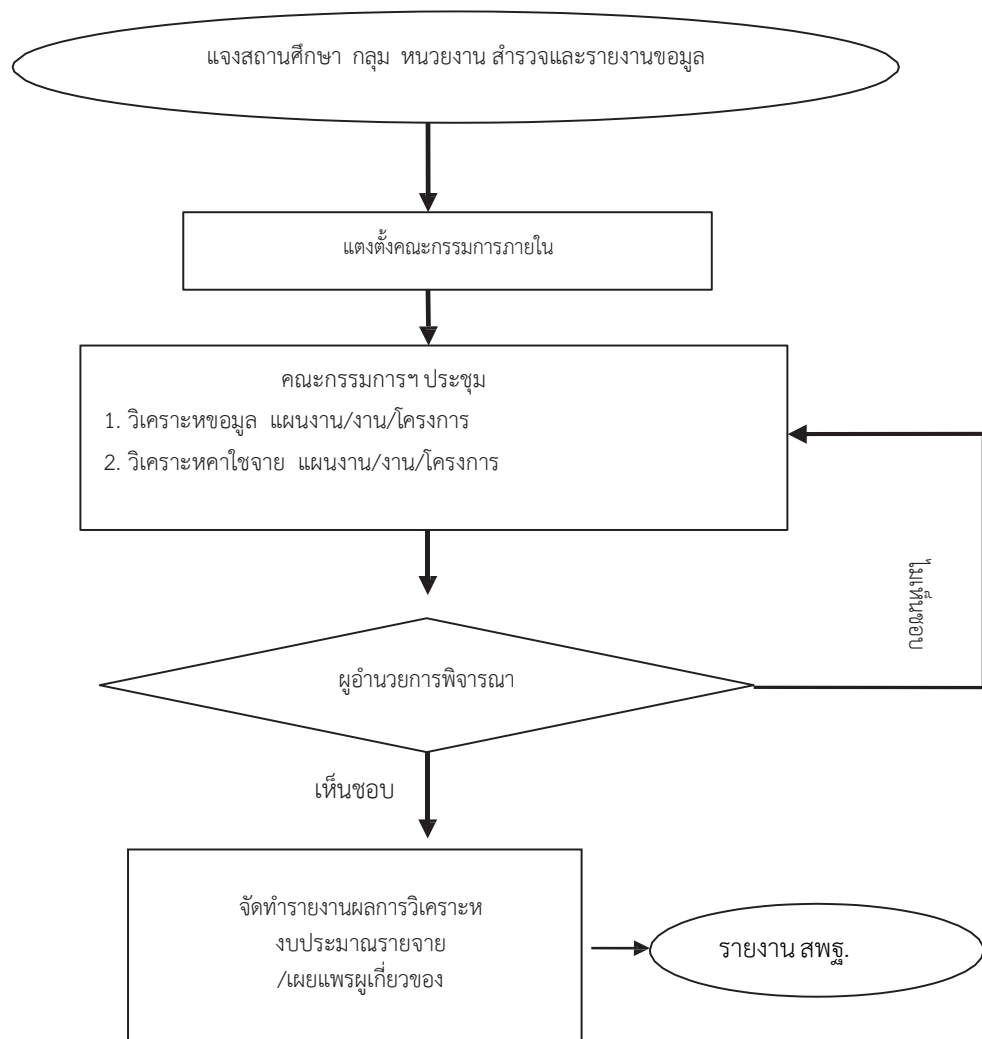 แจงสถานศึกษา กลุม หนวยงาน สํารวจและรายงานขอมูล
แตงตั้งคณะกรรมการภายใน
คณะกรรมการฯ ประชุม
1. วิเคราะหขอมูล แผนงาน/งาน/โครงการ
2. วิเคราะหคาใชจาย แผนงาน/งาน/โครงการ
ไมเห็นชอบ
ผูอํานวยการพิจารณา
เห็นชอบ
จัดทํารายงานผลการวิเคราะห
งบประมาณรายจาย
/เผยแพรผูเกี่ยวของ
รายงาน สพฐ.